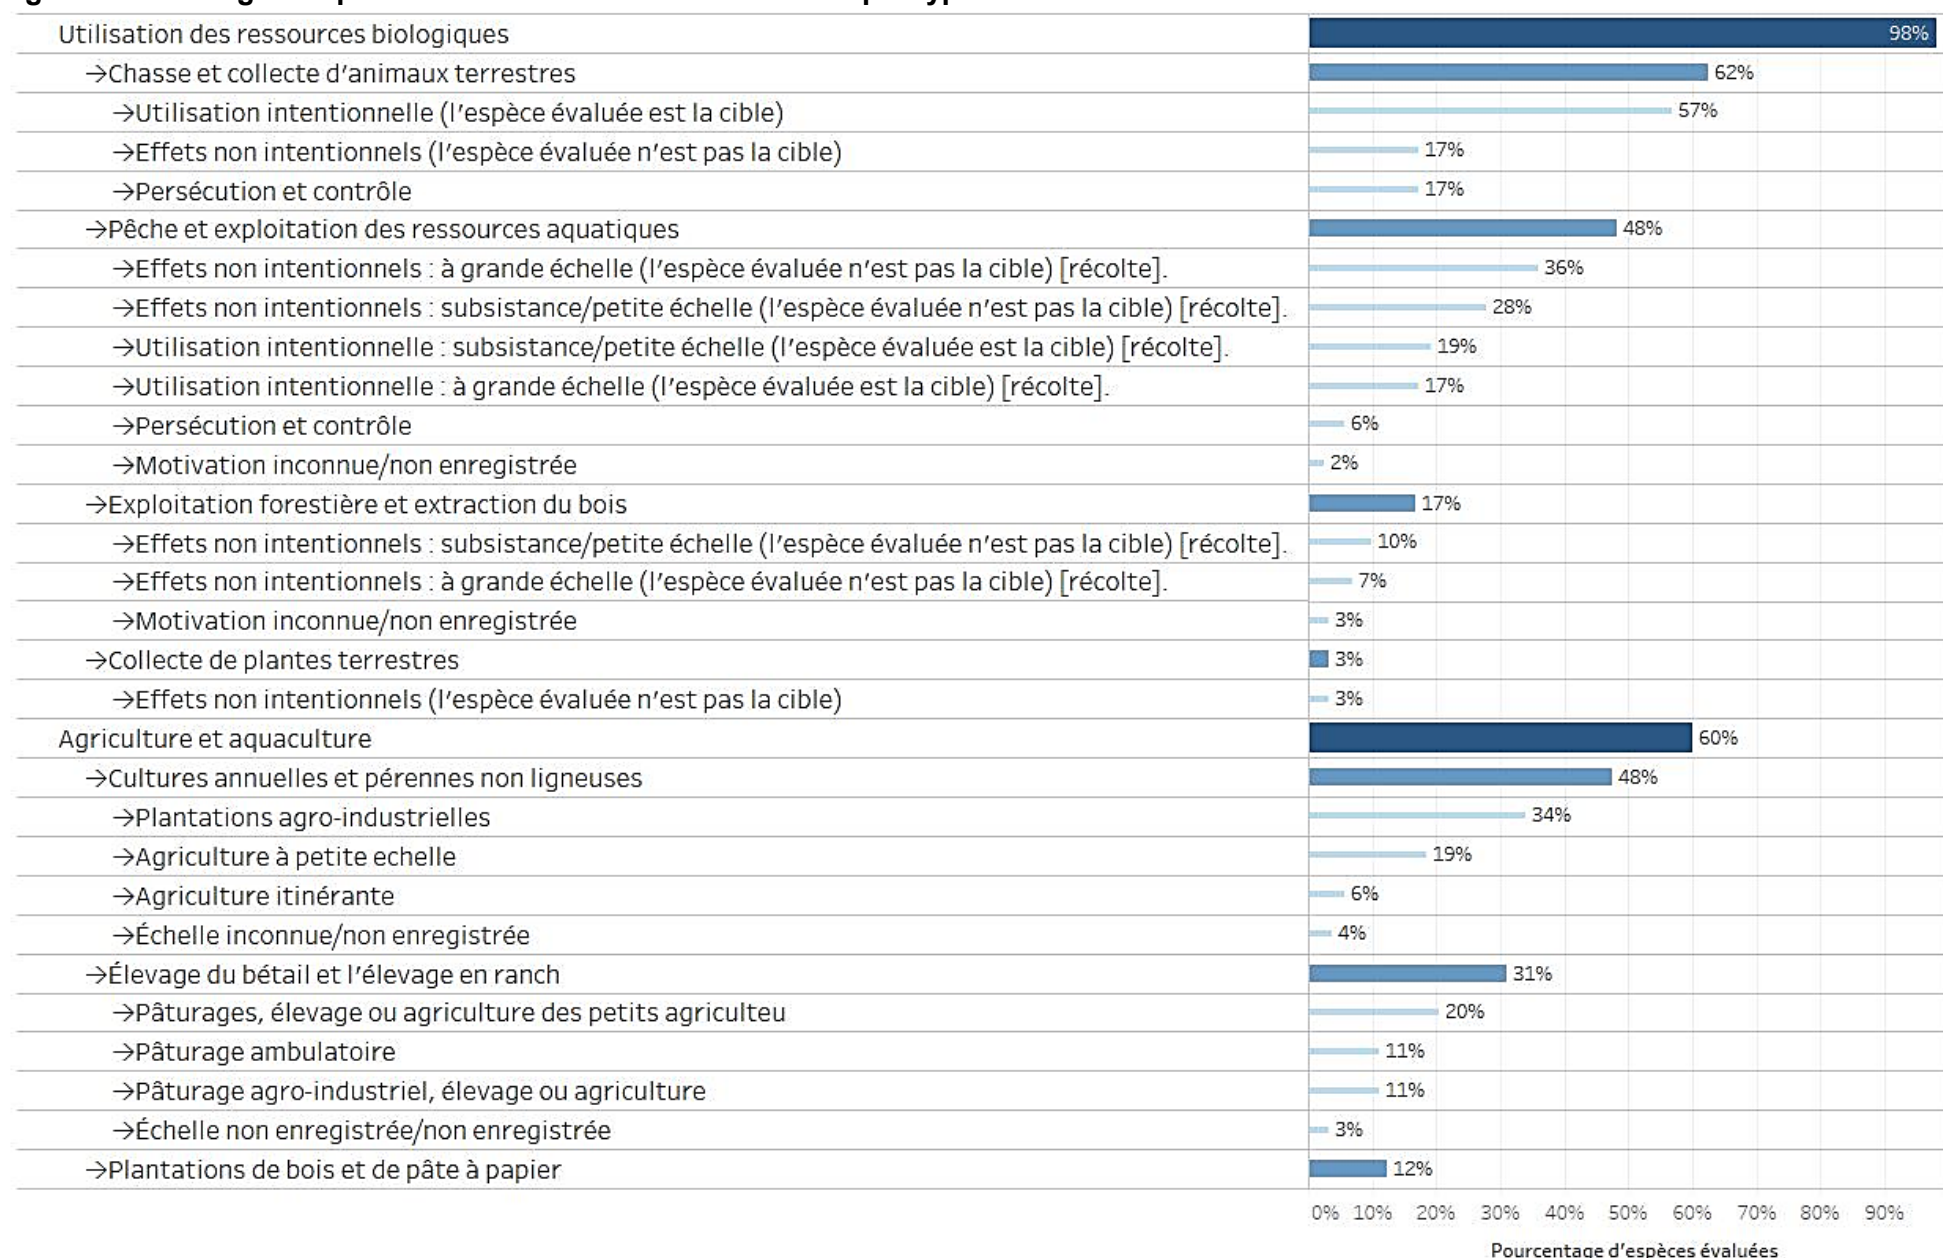 Utilisation des ressources biologiques 98%
→Chasse et collecte d'animaux terrestres 62%
→Utilisation intentionnelle (l'espèce évaluée est la cible) 57%
→Effets non intentionnels (l'espèce évaluée n'est pas la cible) 17%
→Persécution et contrôle 17%
→Pêche et exploitation des ressources aquatiques 48%
→Effets non intentionnels : à grande échelle (l'espèce évaluée n'est pas la cible) [récolte]. 36%
→Effets non intentionnels : subsistance/petite échelle (l'espèce évaluée n'est pas la cible) [récolte]. 28%
→Utilisation intentionnelle : subsistance/petite échelle (l'espèce évaluée est la cible) [récolte]. 19%
→Utilisation intentionnelle : à grande échelle (l'espèce évaluée est la cible) [récolte]. 17%
→Persécution et contrôle 6%
→Motivation inconnue/non enregistrée 2%
→Exploitation forestière et extraction du bois 17%
→Effets non intentionnels : subsistance/petite échelle (l'espèce évaluée n'est pas la cible) [récolte]. 10%
→Effets non intentionnels : à grande échelle (l'espèce évaluée n'est pas la cible) [récolte]. 7%
→Motivation inconnue/non enregistrée 3%
→Collecte de plantes terrestres 3%
→Effets non intentionnels (l'espèce évaluée n'est pas la cible) 3%
Agriculture et aquaculture 60%
→Cultures annuelles et pérennes non ligneuses 48%
→Plantations agro-industrielles 34%
→Agriculture à petite echelle 19%
→Agriculture itinérante 6%
→Échelle inconnue/non enregistrée 4%
→Élevage du bétail et l'élevage en ranch 31%
→Pâturages, élevage ou agriculture des petits agriculteu 20%
→Pâturage ambulatoire 11%
→Pâturage agro-industriel, élevage ou agriculture 11%
→Échelle non enregistrée/non enregistrée 3%
→Plantations de bois et de pâte à papier 12%
0% 10% 20% 30% 40% 50% 60% 70% 80% 90%
Pourcentage d'espèces évaluées